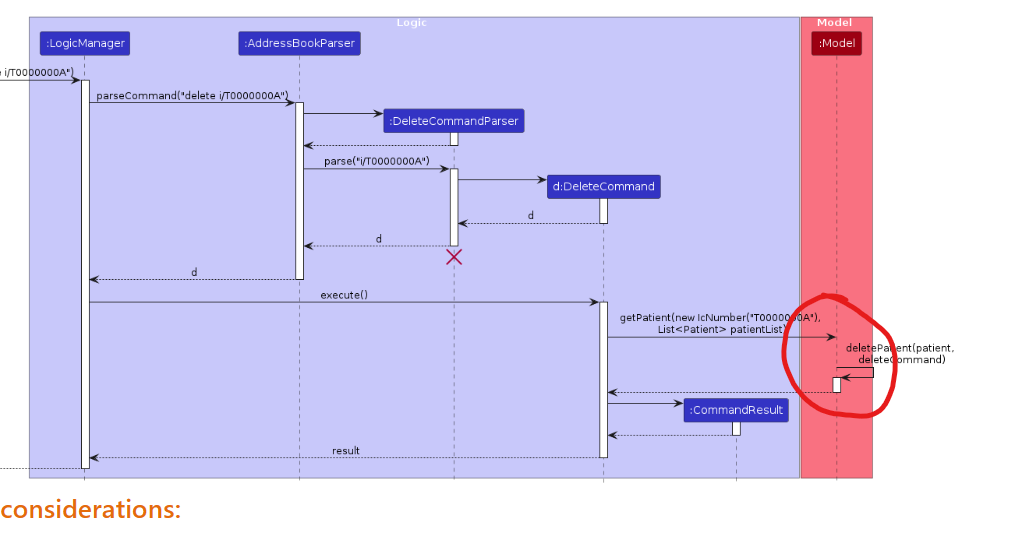 Logic
Model
:LogicManager
:AddressBookParser
:Model
e i/T0000000A")
parseCommand("delete i/T0000000A")
:DeleteCommandParser
parse("i/T0000000A")
d:DeleteCommand
d
d
d
execute()
getPatient(new IcNumber("T0000000A"),
List<Patient> patientList)
deletePatient(patient,
deleteCommand)
:CommandResult
result
considerations: